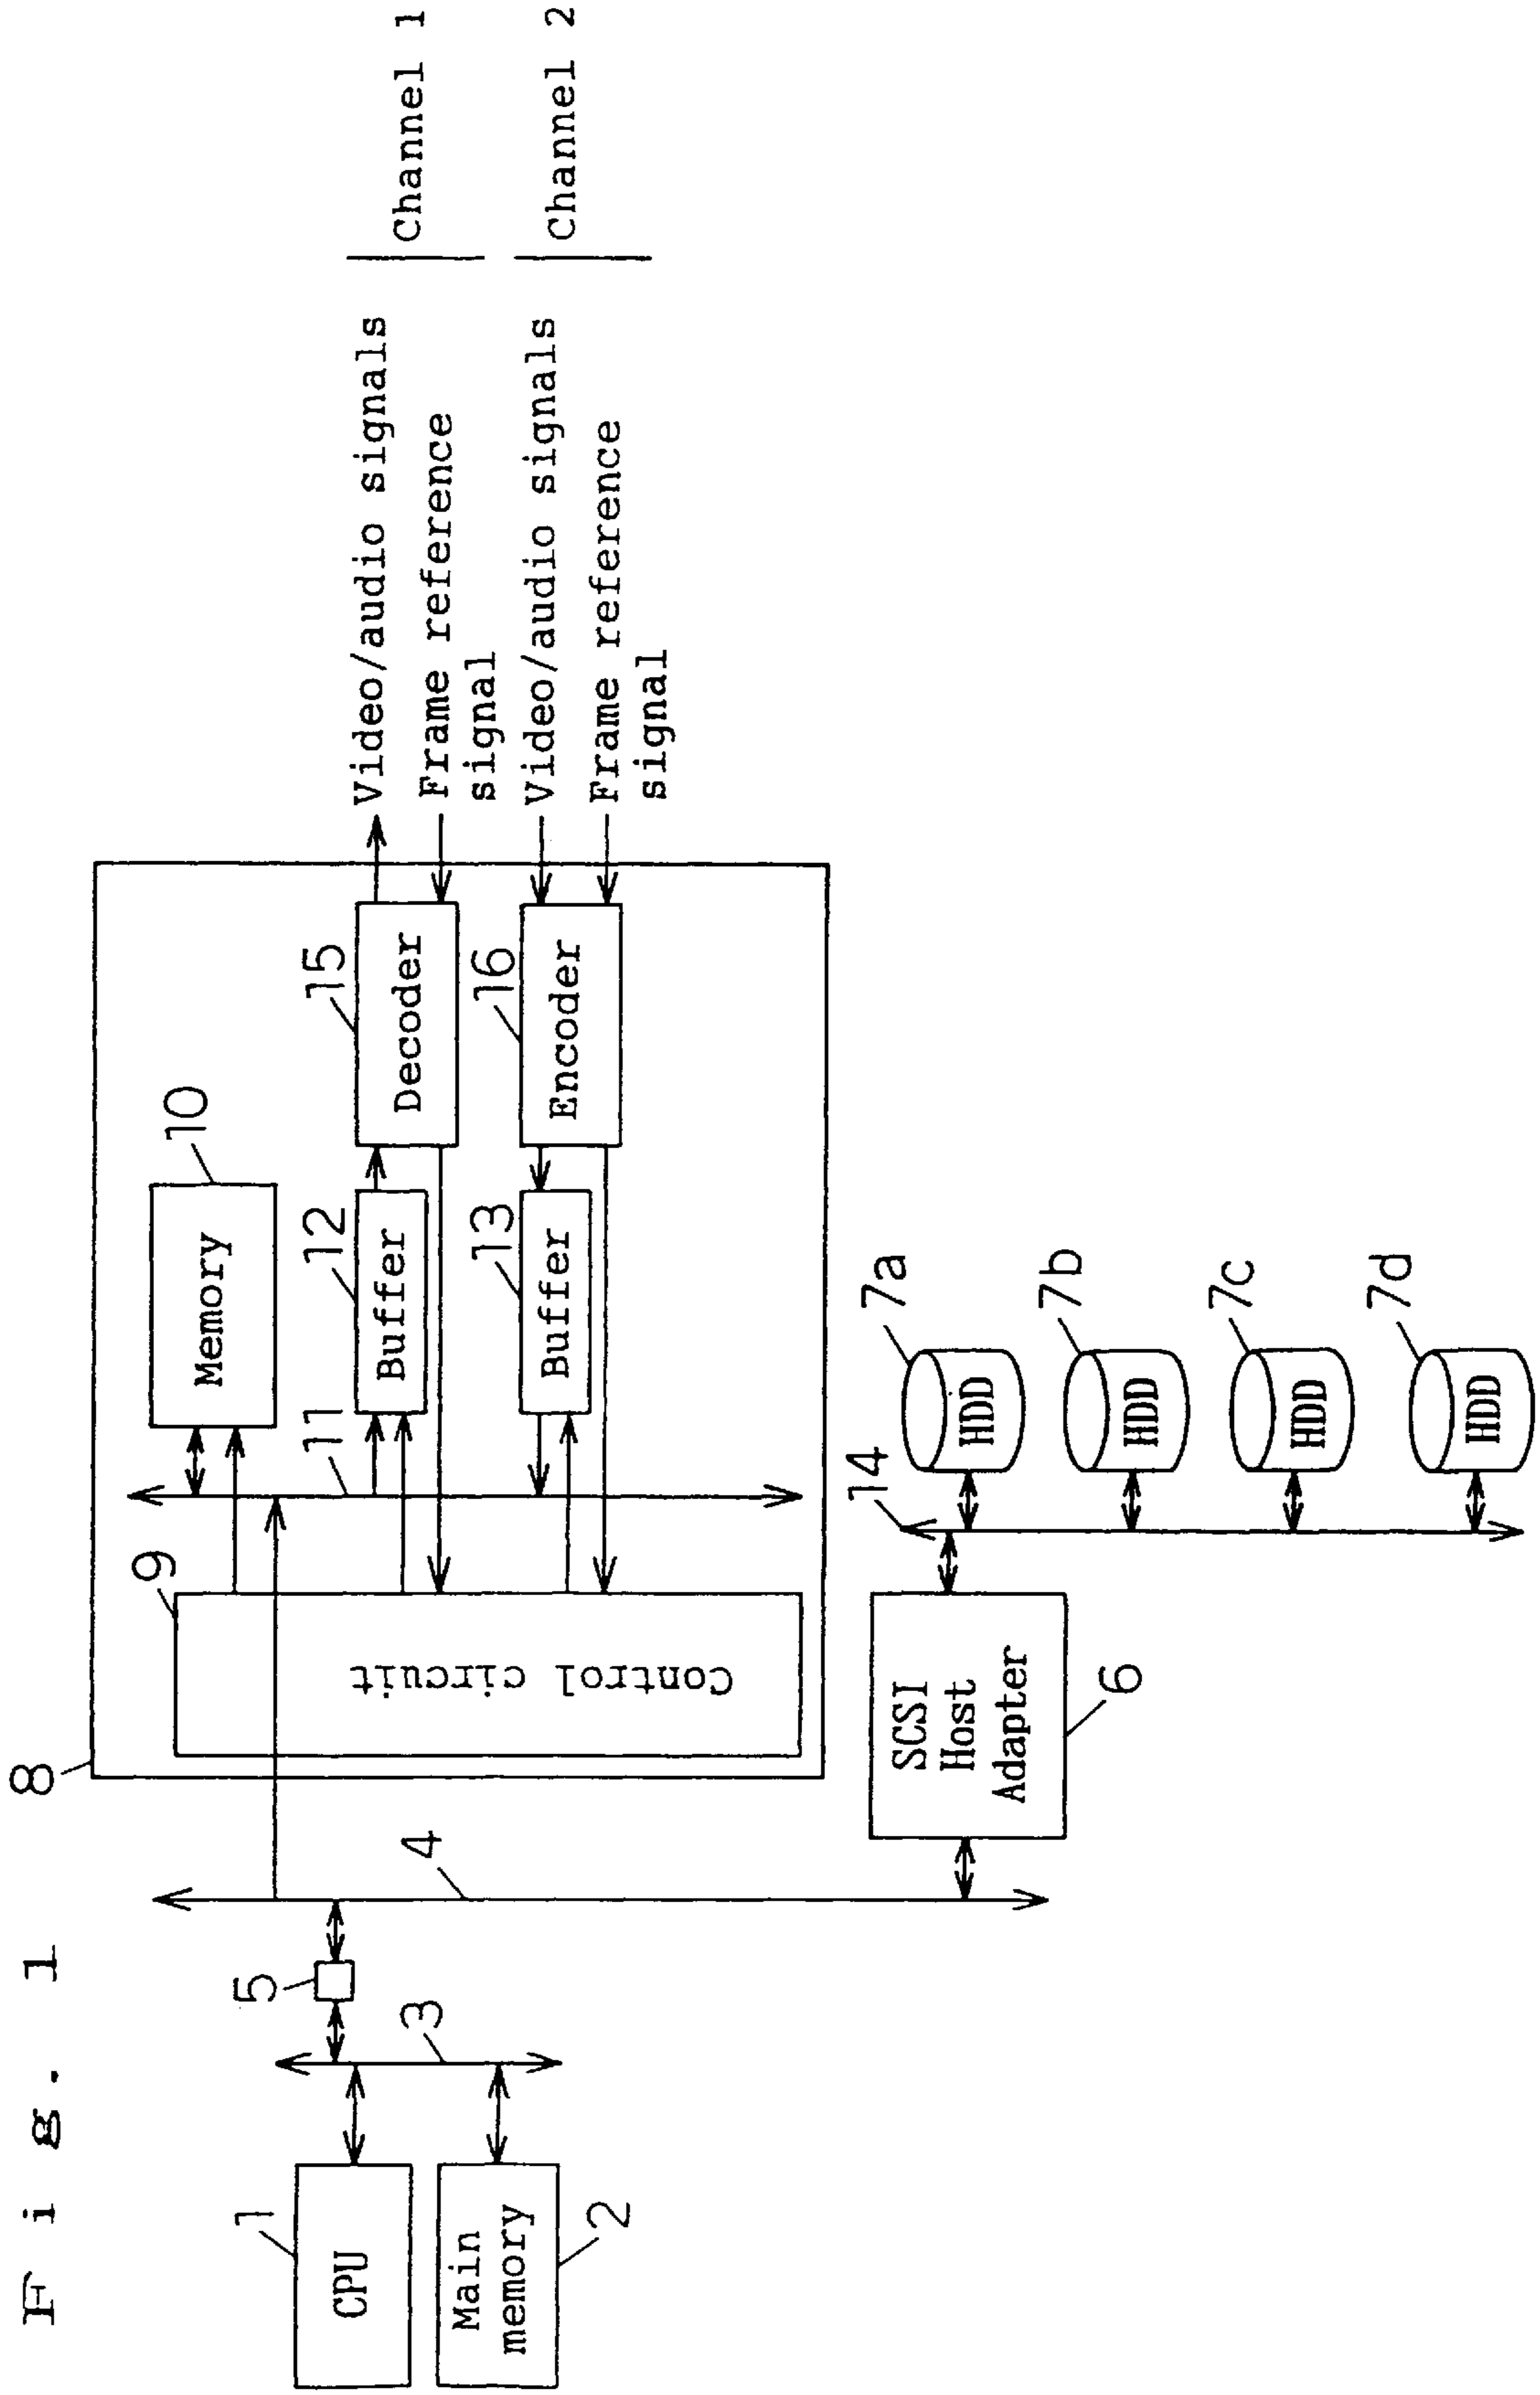 Fig. 1
8
9
Control circuit
10
Memory
11
12
Buffer
15
Decoder
13
Buffer
16
Encoder
Video/audio signals
Frame reference
signal
Channel 1
Video/audio signals
Frame reference
signal
Channel 2
1
CPU
2
Main
memory
3
5
4
SCSI
Host
Adapter
6
14
7a
HDD
7b
HDD
7c
HDD
7d
HDD